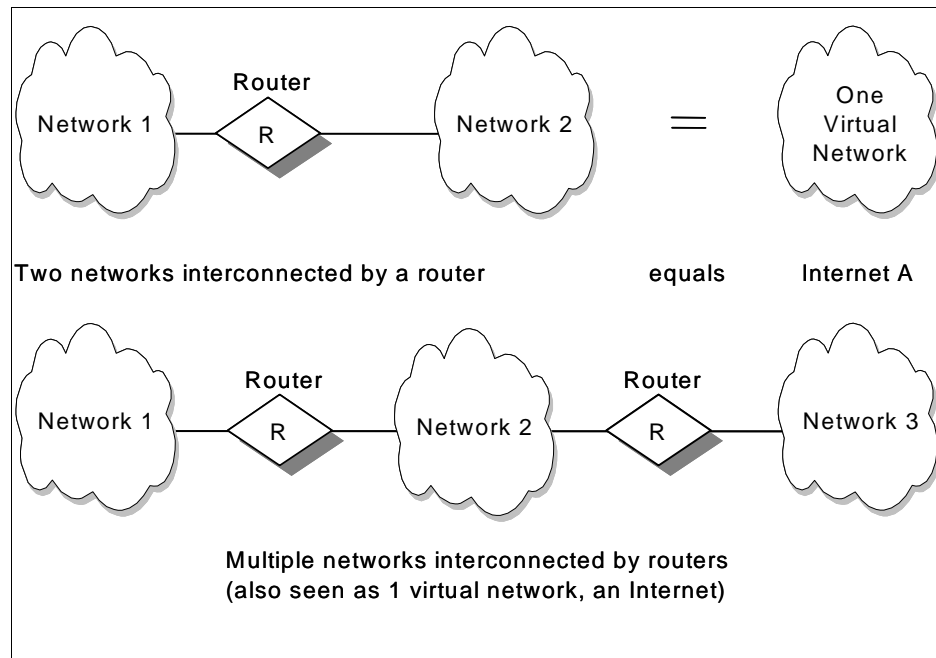 Router
Network 1
R
Network 2
=
One
Virtual
Network
Two networks interconnected by a router
equals
Internet A
Router
Router
Network 1
R
Network 2
R
Network 3
Multiple networks interconnected by routers
(also seen as 1 virtual network, an Internet)